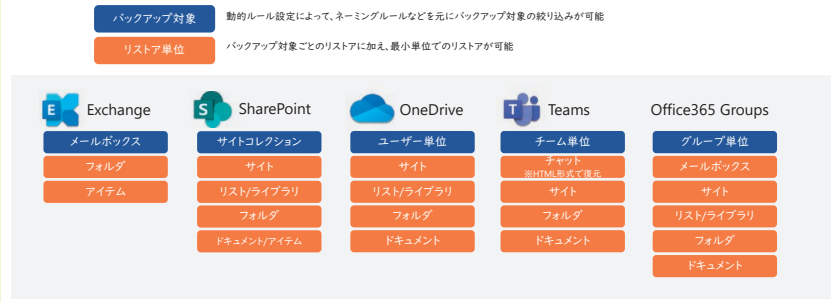 バックアップ対象
動的ルール設定によって、ネーミングルールなどを元にバックアップ対象の絞り込みが可能
リストア単位
バックアップ対象ごとのリストアに加え、最小単位でのリストアが可能
E Exchange
メールボックス
フォルダ
アイテム
S SharePoint
サイトコレクション
サイト
リスト/ライブラリ
フォルダ
ドキュメント/アイテム
OneDrive
ユーザー単位
サイト
リスト/ライブラリ
フォルダ
ドキュメント
T Teams
チーム単位
チャット
※HTML形式で復元
サイト
フォルダ
ドキュメント
Office365 Groups
グループ単位
メールボックス
サイト
リスト/ライブラリ
フォルダ
ドキュメント